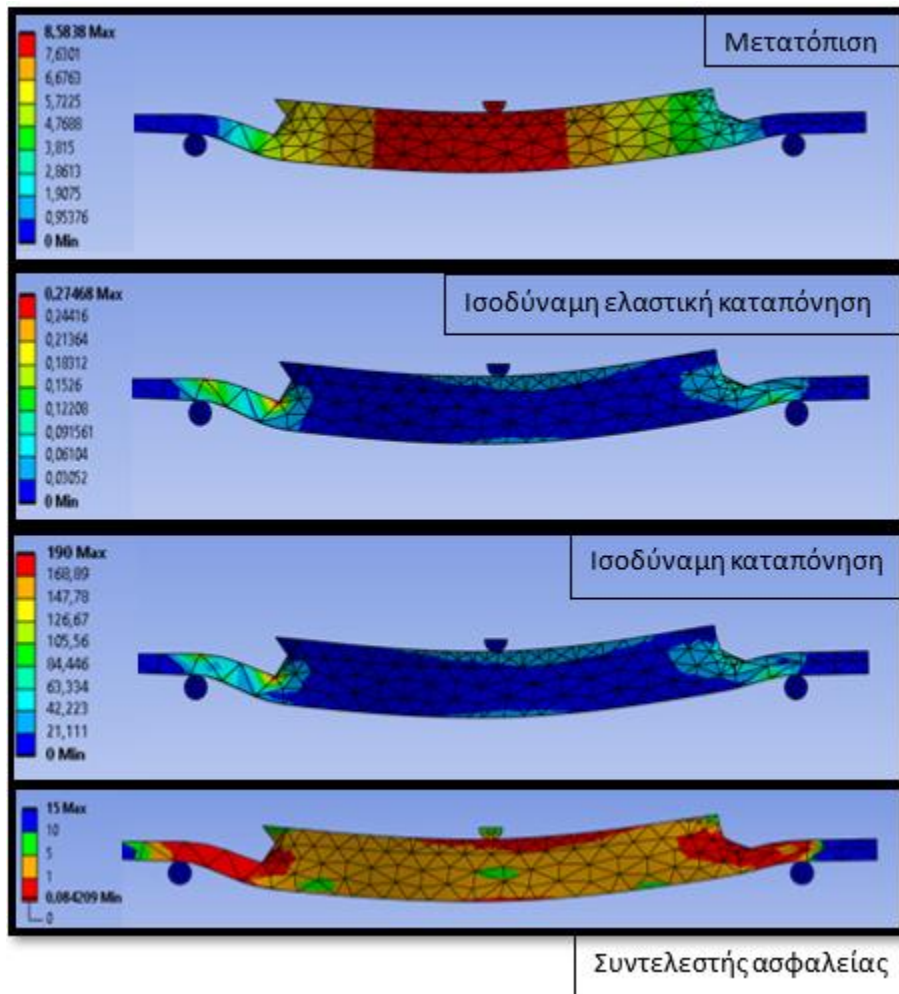 8,5838 Max
7,6301
6,6763
5,7225
4,7688
3,815
2,8613
1,9075
0,95376
0 Min
Μετατόπιση
0,27468 Max
0,24416
0,21364
0,18312
0,1526
0,12208
0,091561
0,06104
0,03052
0 Min
Ισοδύναμη ελαστική καταπόνηση
190 Max
168,89
147,78
126,67
105,56
84,446
63,334
42,223
21,111
0 Min
Ισοδύναμη καταπόνηση
15 Max
10
5
1
0,084209 Min
0
Συντελεστής ασφαλείας